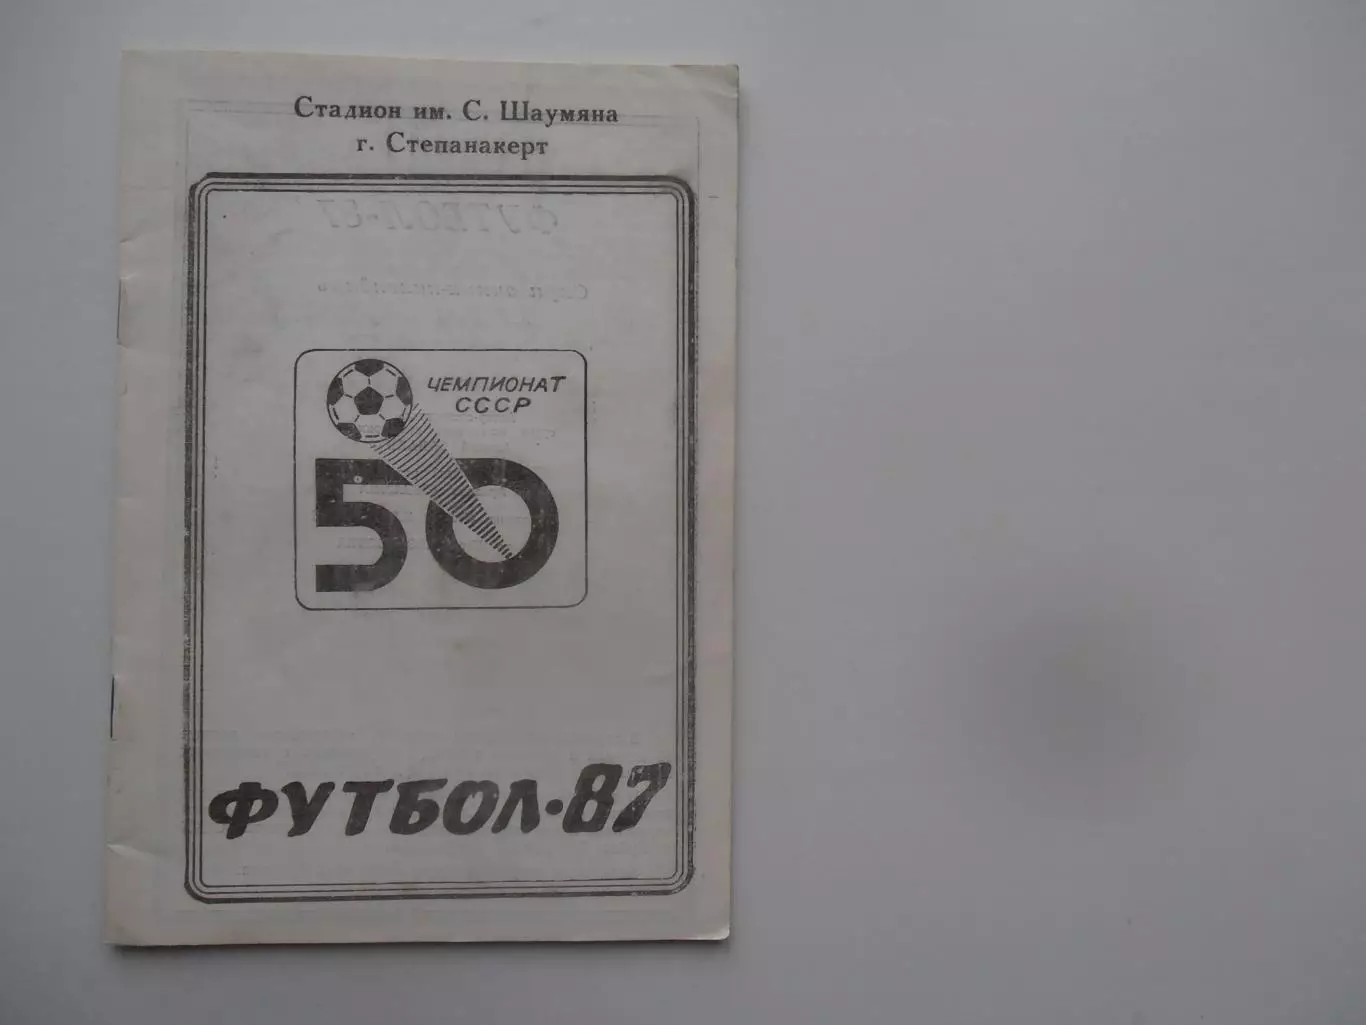 Стадион им. С. Шаумяна
г. Степанакерт
ЧЕМПИОНАТ
СССР
50
ФУТБОЛ·87